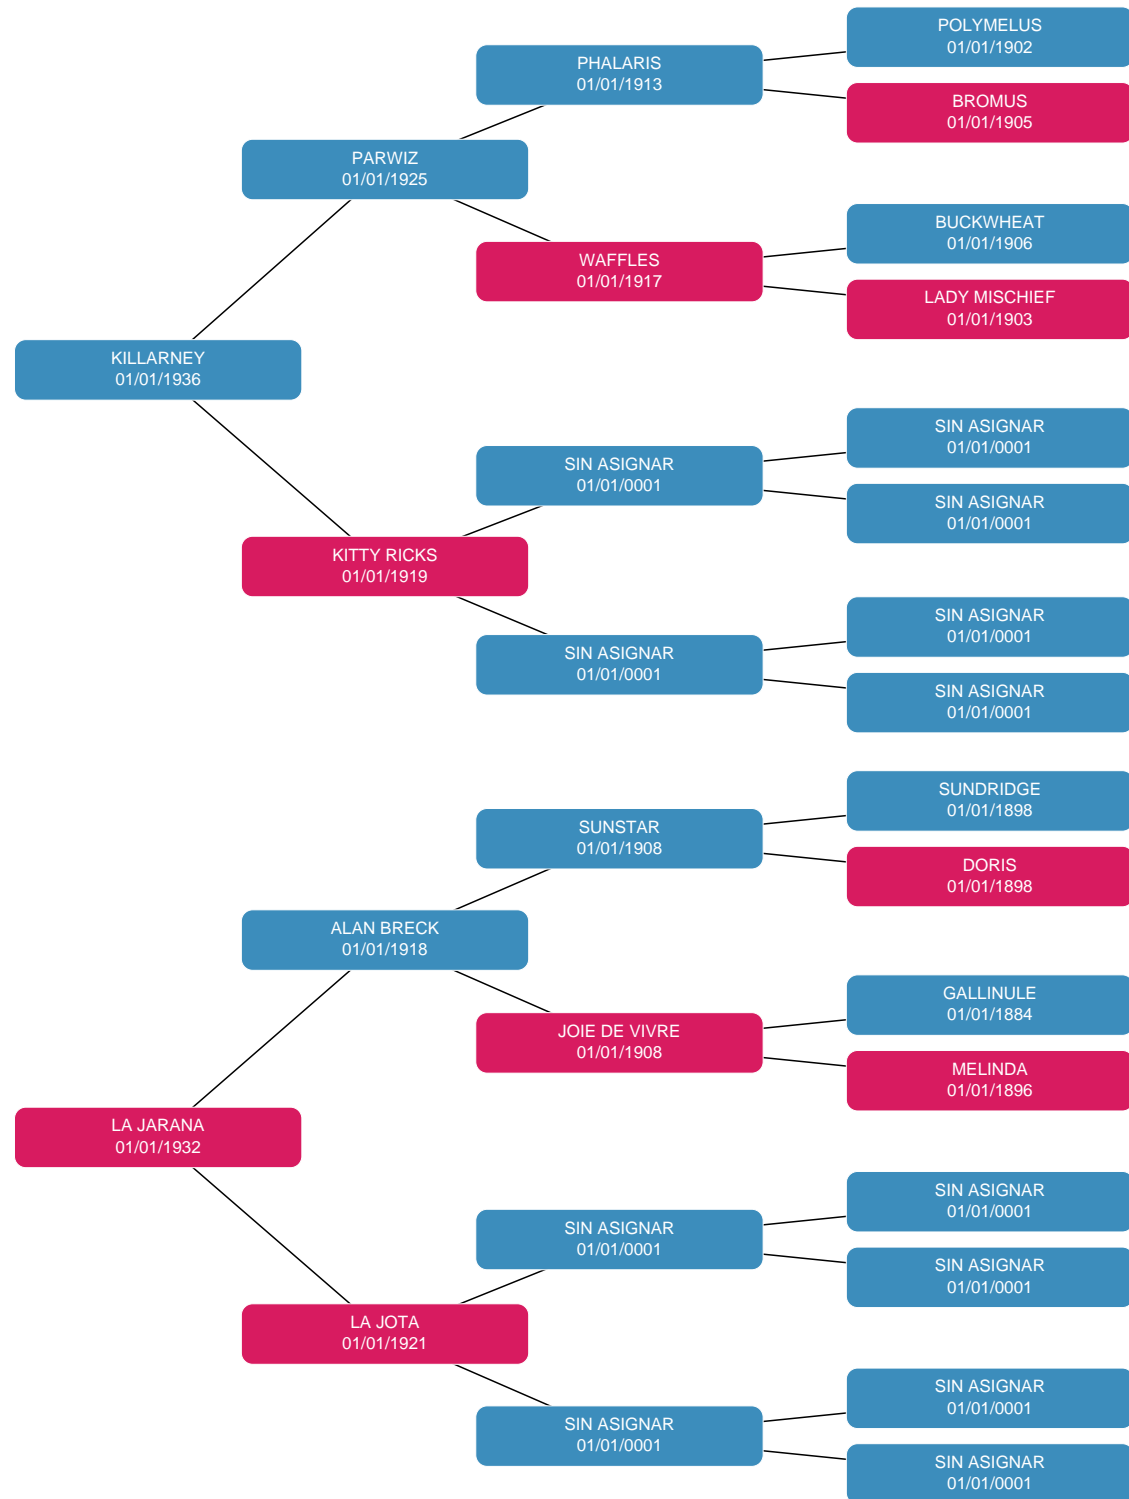 POLYMELUS
01/01/1902
PHALARIS
01/01/1913
BROMUS
01/01/1905
PARWIZ
01/01/1925
BUCKWHEAT
01/01/1906
WAFFLES
01/01/1917
LADY MISCHIEF
01/01/1903
KILLARNEY
01/01/1936
SIN ASIGNAR
01/01/0001
SIN ASIGNAR
01/01/0001
SIN ASIGNAR
01/01/0001
KITTY RICKS
01/01/1919
SIN ASIGNAR
01/01/0001
SIN ASIGNAR
01/01/0001
SIN ASIGNAR
01/01/0001
SUNDRIDGE
01/01/1898
SUNSTAR
01/01/1908
DORIS
01/01/1898
ALAN BRECK
01/01/1918
GALLINULE
01/01/1884
JOIE DE VIVRE
01/01/1908
MELINDA
01/01/1896
LA JARANA
01/01/1932
SIN ASIGNAR
01/01/0001
SIN ASIGNAR
01/01/0001
SIN ASIGNAR
01/01/0001
LA JOTA
01/01/1921
SIN ASIGNAR
01/01/0001
SIN ASIGNAR
01/01/0001
SIN ASIGNAR
01/01/0001